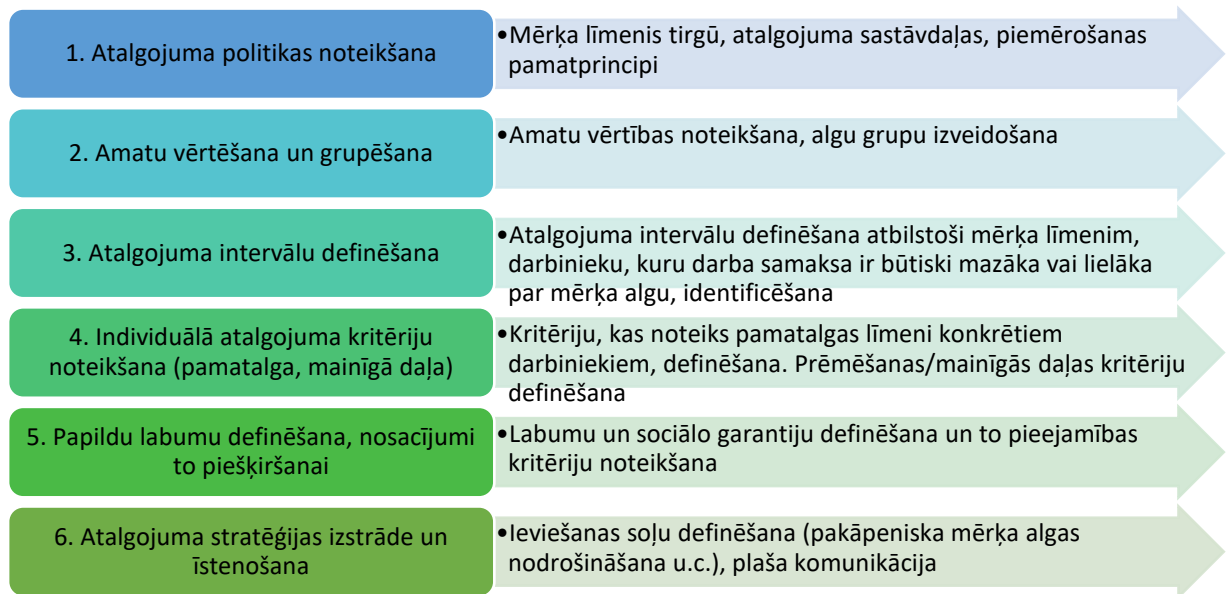 1. Atalgojuma politikas noteikšana
•Mērķa līmenis tirgū, atalgojuma sastāvdaļas, piemērošanas
pamatprincipi
2. Amatu vērtēšana un grupēšana
•Amatu vērtības noteikšana, algu grupu izveidošana
3. Atalgojuma intervālu definēšana
•Atalgojuma intervālu definēšana atbilstoši mērķa līmenim,
darbinieku, kuru darba samaksa ir būtiski mazāka vai lielāka
par mērķa algu, identificēšana
4. Individuālā atalgojuma kritēriju
noteikšana (pamatalga, mainīgā daļa)
•Kritēriju, kas noteiks pamatalgas līmeni konkrētiem
darbiniekiem, definēšana. Prēmēšanas/mainīgās daļas kritēriju
definēšana
5. Papildu labumu definēšana, nosacījumi
to piešķiršanai
•Labumu un sociālo garantiju definēšana un to pieejamības
kritēriju noteikšana
6. Atalgojuma stratēģijas izstrāde un
īstenošana
•Ieviešanas soļu definēšana (pakāpeniska mērķa algas
nodrošināšana u.c.), plaša komunikācija